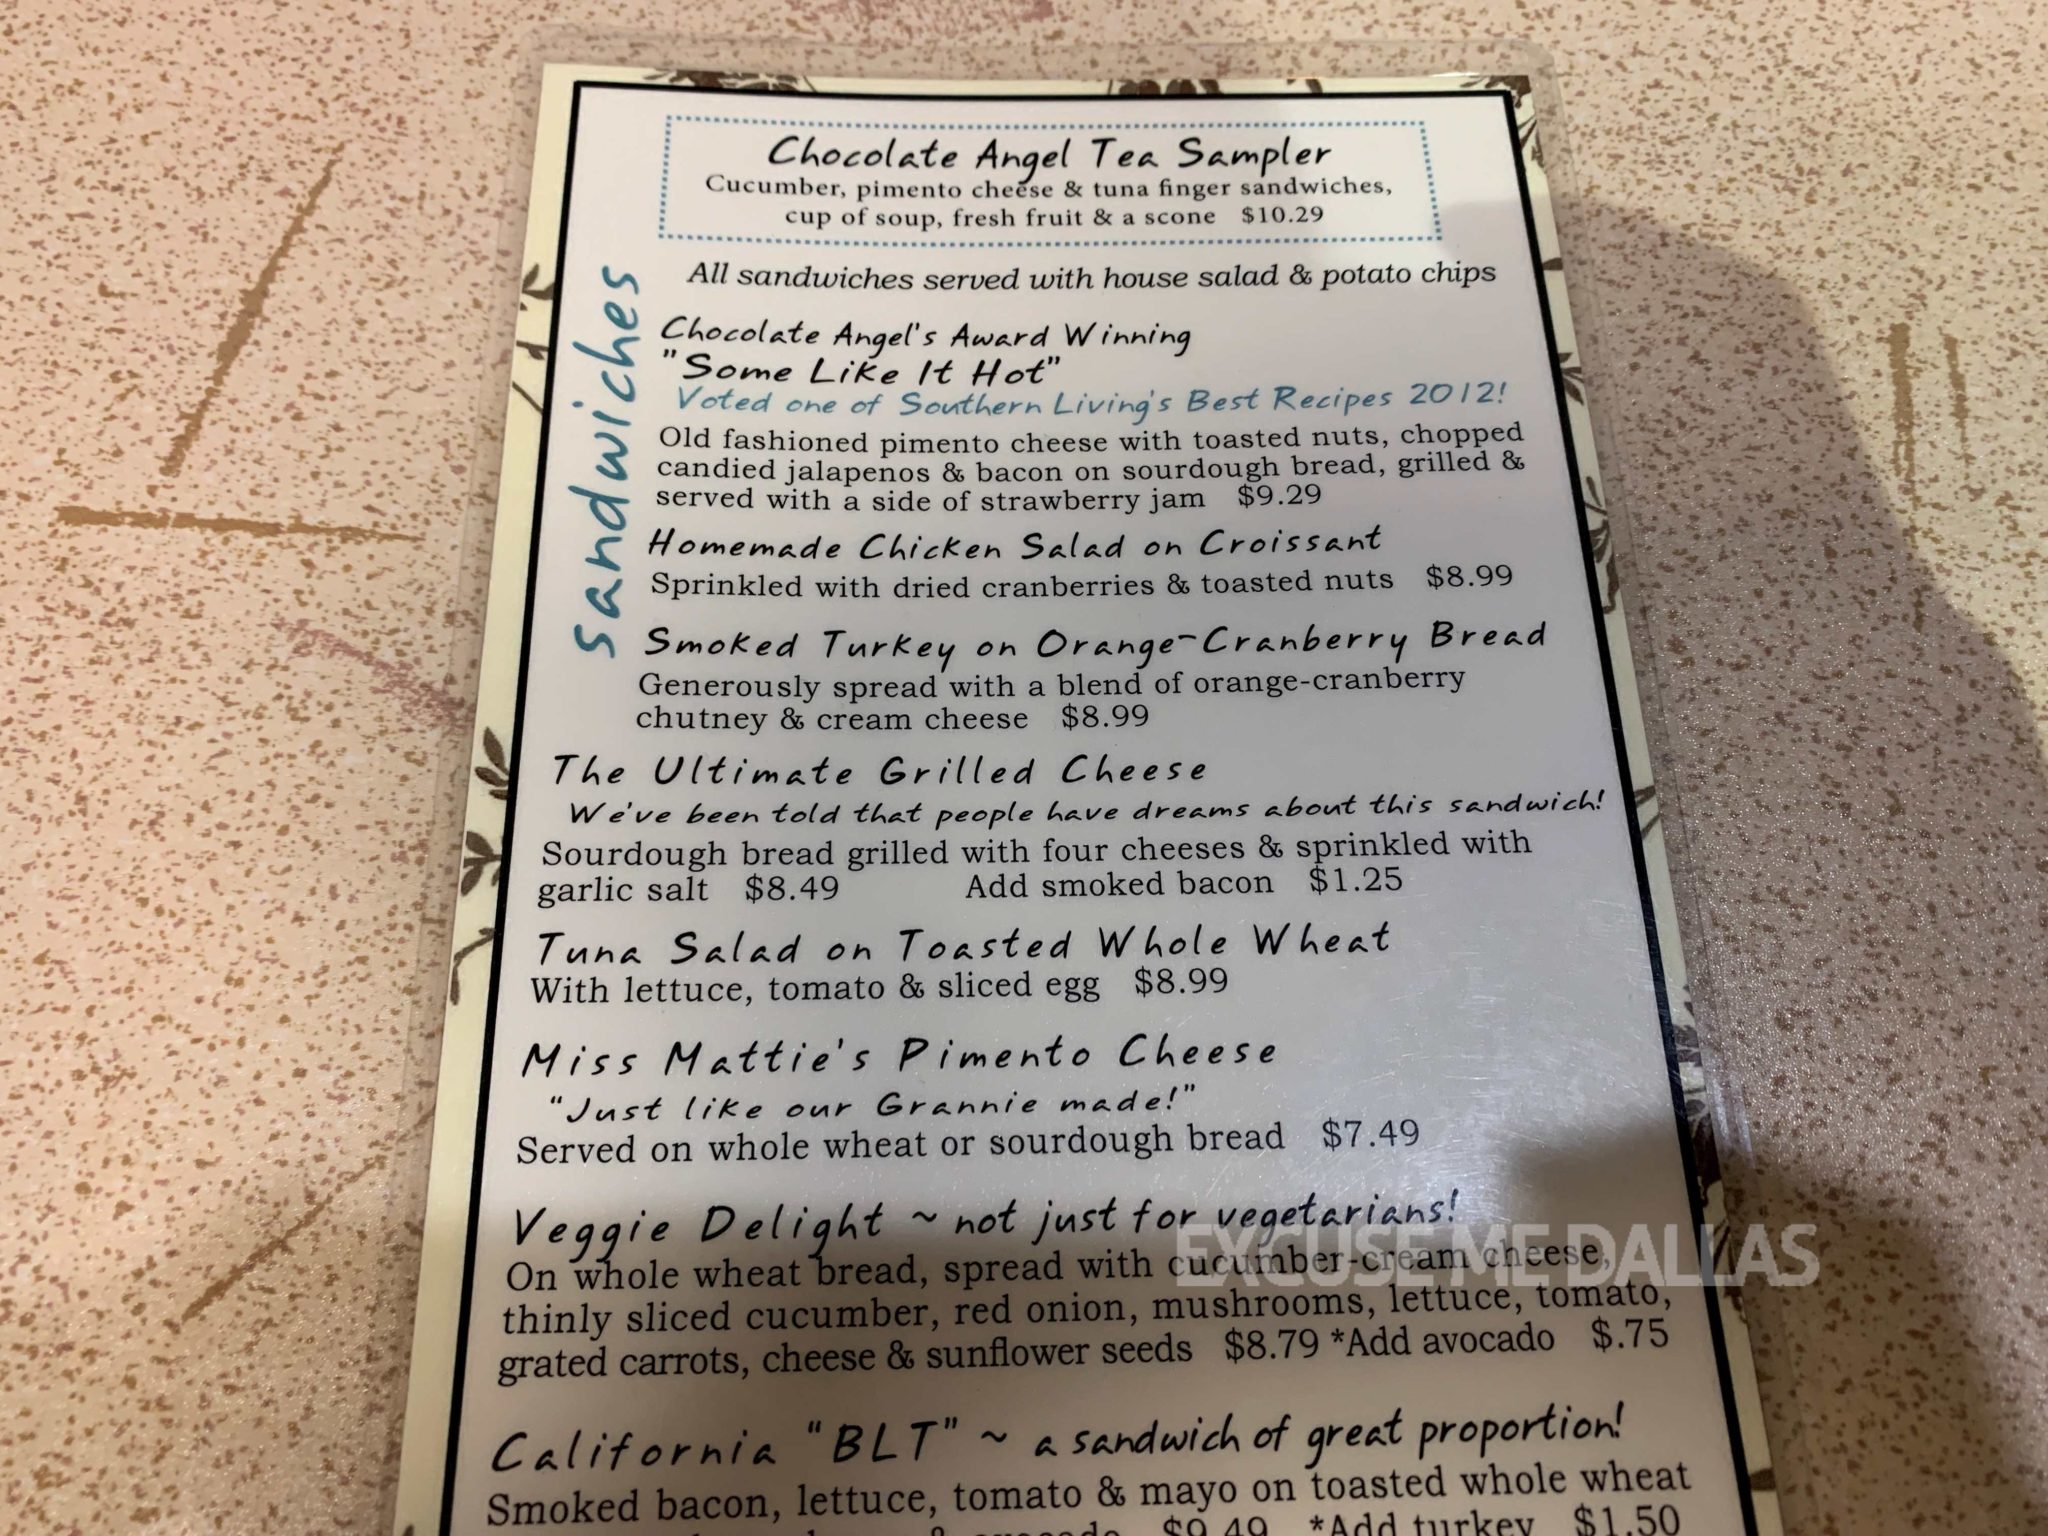 Chocolate Angel Tea Sampler
Cucumber, pimento cheese & tuna finger sandwiches,
cup of soup, fresh fruit & a scone $10.29
sandwiches
All sandwiches served with house salad & potato chips
Chocolate Angel's Award Winning
"Some Like It Hot"
Voted one of Southern Living's Best Recipes 2012!
Old fashioned pimento cheese with toasted nuts, chopped
candied jalapenos & bacon on sourdough bread, grilled &
served with a side of strawberry jam $9.29
Homemade Chicken Salad on Croissant
Sprinkled with dried cranberries & toasted nuts $8.99
Smoked Turkey on Orange-Cranberry Bread
Generously spread with a blend of orange-cranberry
chutney & cream cheese $8.99
The Ultimate Grilled Cheese
We've been told that people have dreams about this sandwich!
Sourdough bread grilled with four cheeses & sprinkled with
garlic salt $8.49 Add smoked bacon $1.25
Tuna Salad on Toasted Whole Wheat
With lettuce, tomato & sliced egg $8.99
Miss Mattie's Pimento Cheese
"Just like our Grannie made!"
Served on whole wheat or sourdough bread $7.49
Veggie Delight ~ not just for vegetarians!
EXCUSE ME DALLAS
On whole wheat bread, spread with cucumber-cream cheese,
thinly sliced cucumber, red onion, mushrooms, lettuce, tomato,
grated carrots, cheese & sunflower seeds $8.79 *Add avocado $.75
California "BLT" ~ a sandwich of great proportion!
Smoked bacon, lettuce, tomato & mayo on toasted whole wheat
& avocado $9.49 *Add turkey $1.50